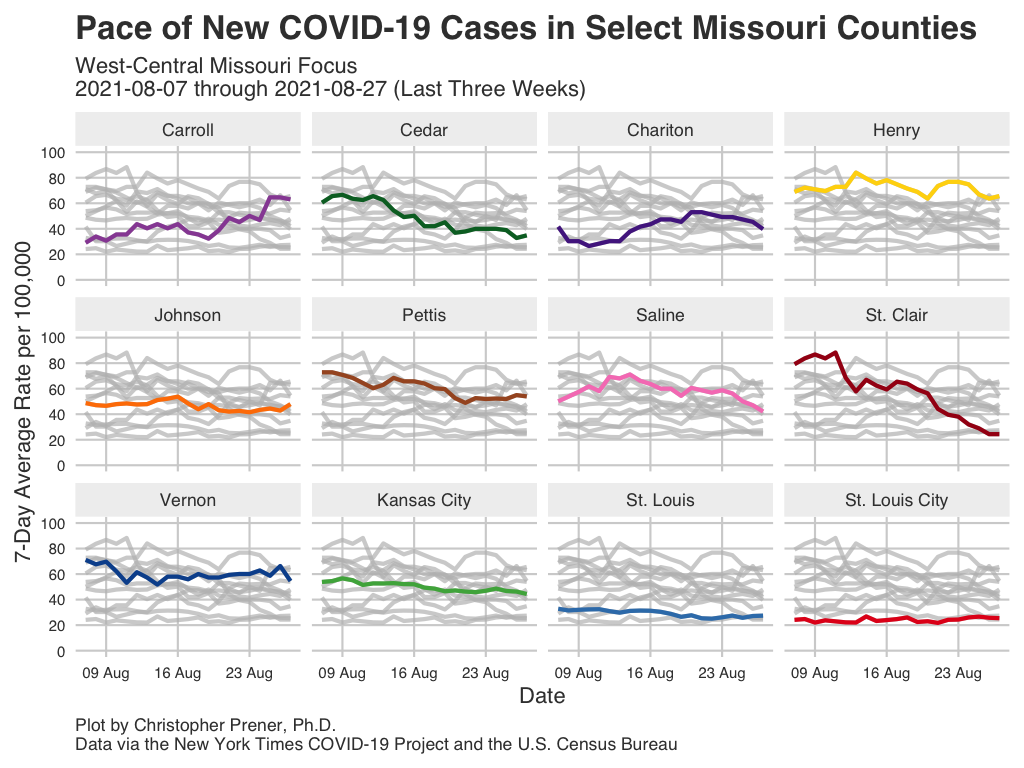 Pace of New COVID-19 Cases in Select Missouri Counties
West-Central Missouri Focus
2021-08-07 through 2021-08-27 (Last Three Weeks)
7-Day Average Rate per 100,000
Carroll Cedar Chariton Henry
100
80
60
40
20
0
Johnson Pettis Saline St. Clair
100
80
60
40
20
0
Vernon Kansas City St. Louis St. Louis City
100
80
60
40
20
0
09 Aug 16 Aug 23 Aug 09 Aug 16 Aug 23 Aug 09 Aug 16 Aug 23 Aug 09 Aug 16 Aug 23 Aug
Date
Plot by Christopher Prener, Ph.D.
Data via the New York Times COVID-19 Project and the U.S. Census Bureau